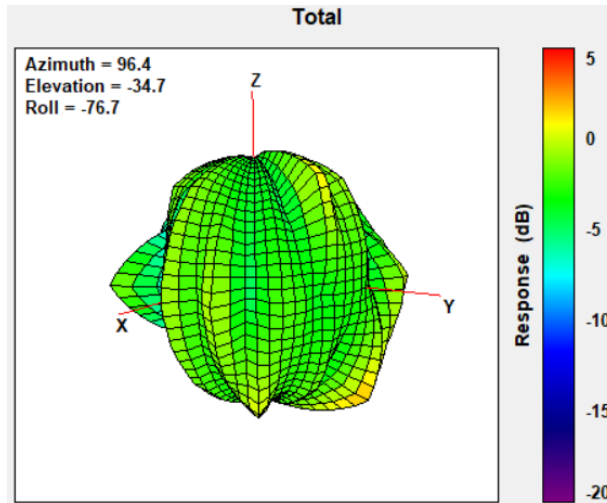 Total
Azimuth = 96.4
Elevation = -34.7
Roll = -76.7
Z
X
Y
5
0
-5
-10
-15
-20
Response (dB)